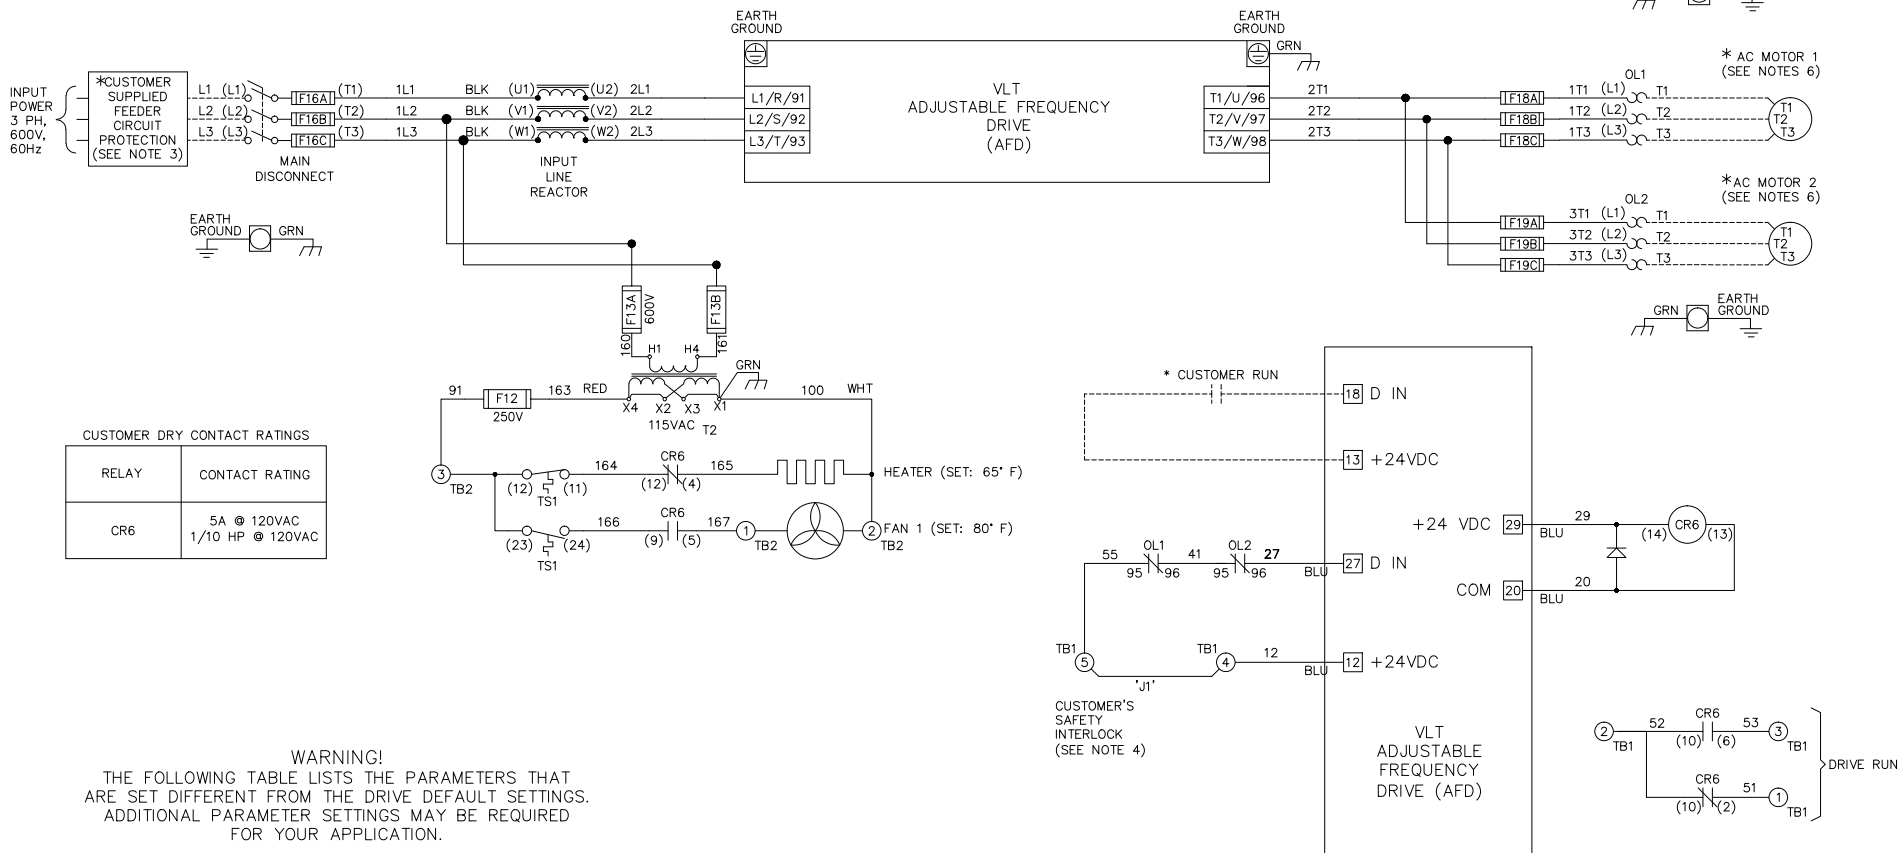 EARTH
GROUND
EARTH
GROUND
GRN
INPUT
POWER
3 PH,
600V,
60Hz
*CUSTOMER
SUPPLIED
FEEDER
CIRCUIT
PROTECTION
(SEE NOTE 3)
L1 (L1) F16A (T1) 1L1 BLK (U1) (U2) 2L1
L2 (L2) F16B (T2) 1L2 BLK (V1) (V2) 2L2
L3 (L3) F16C (T3) 1L3 BLK (W1) (W2) 2L3
MAIN
DISCONNECT
INPUT
LINE
REACTOR
L1/R/91
L2/S/92
L3/T/93
VLT
ADJUSTABLE FREQUENCY
DRIVE
(AFD)
T1/U/96 2T1
T2/V/97 2T2
T3/W/98 2T3
* AC MOTOR 1
(SEE NOTES 6)
OL1
F18A 1T1 (L1) T1
F18B 1T2 (L2) T2
F18C 1T3 (L3) T3
T1
T2
T3
*AC MOTOR 2
(SEE NOTES 6)
OL2
F19A 3T1 (L1) T1
F19B 3T2 (L2) T2
F19C 3T3 (L3) T3
T1
T2
T3
EARTH
GROUND GRN
GRN EARTH
GROUND
F13A
600V
F13B
160
161
H1 H4
GRN
91 F12 163 RED
250V
X4 X2 X3 X1
115VAC T2
100 WHT
3 TB2
(12) TS1 (11) 164 CR6 (12) (4) 165 HEATER (SET: 65° F)
(23) TS1 (24) 166 CR6 (9) (5) 167 1 TB2 2 TB2 FAN 1 (SET: 80° F)
CUSTOMER DRY CONTACT RATINGS
RELAY CONTACT RATING
CR6 5A @ 120VAC
1/10 HP @ 120VAC
* CUSTOMER RUN
18 D IN
13 +24VDC
+24 VDC 29 29
BLU
CR6
(14) (13)
COM 20 20
BLU
55 OL1 95 96 41 OL2 95 96 27 BLU 27 D IN
TB1 5 TB1 4 12 BLU 12 +24VDC
'J1'
CUSTOMER'S
SAFETY
INTERLOCK
(SEE NOTE 4)
VLT
ADJUSTABLE
FREQUENCY
DRIVE (AFD)
2 TB1 52 CR6 (10) (6) 53 3 TB1
DRIVE RUN
CR6 (10) (2) 51 1 TB1
WARNING!
THE FOLLOWING TABLE LISTS THE PARAMETERS THAT
ARE SET DIFFERENT FROM THE DRIVE DEFAULT SETTINGS.
ADDITIONAL PARAMETER SETTINGS MAY BE REQUIRED
FOR YOUR APPLICATION.